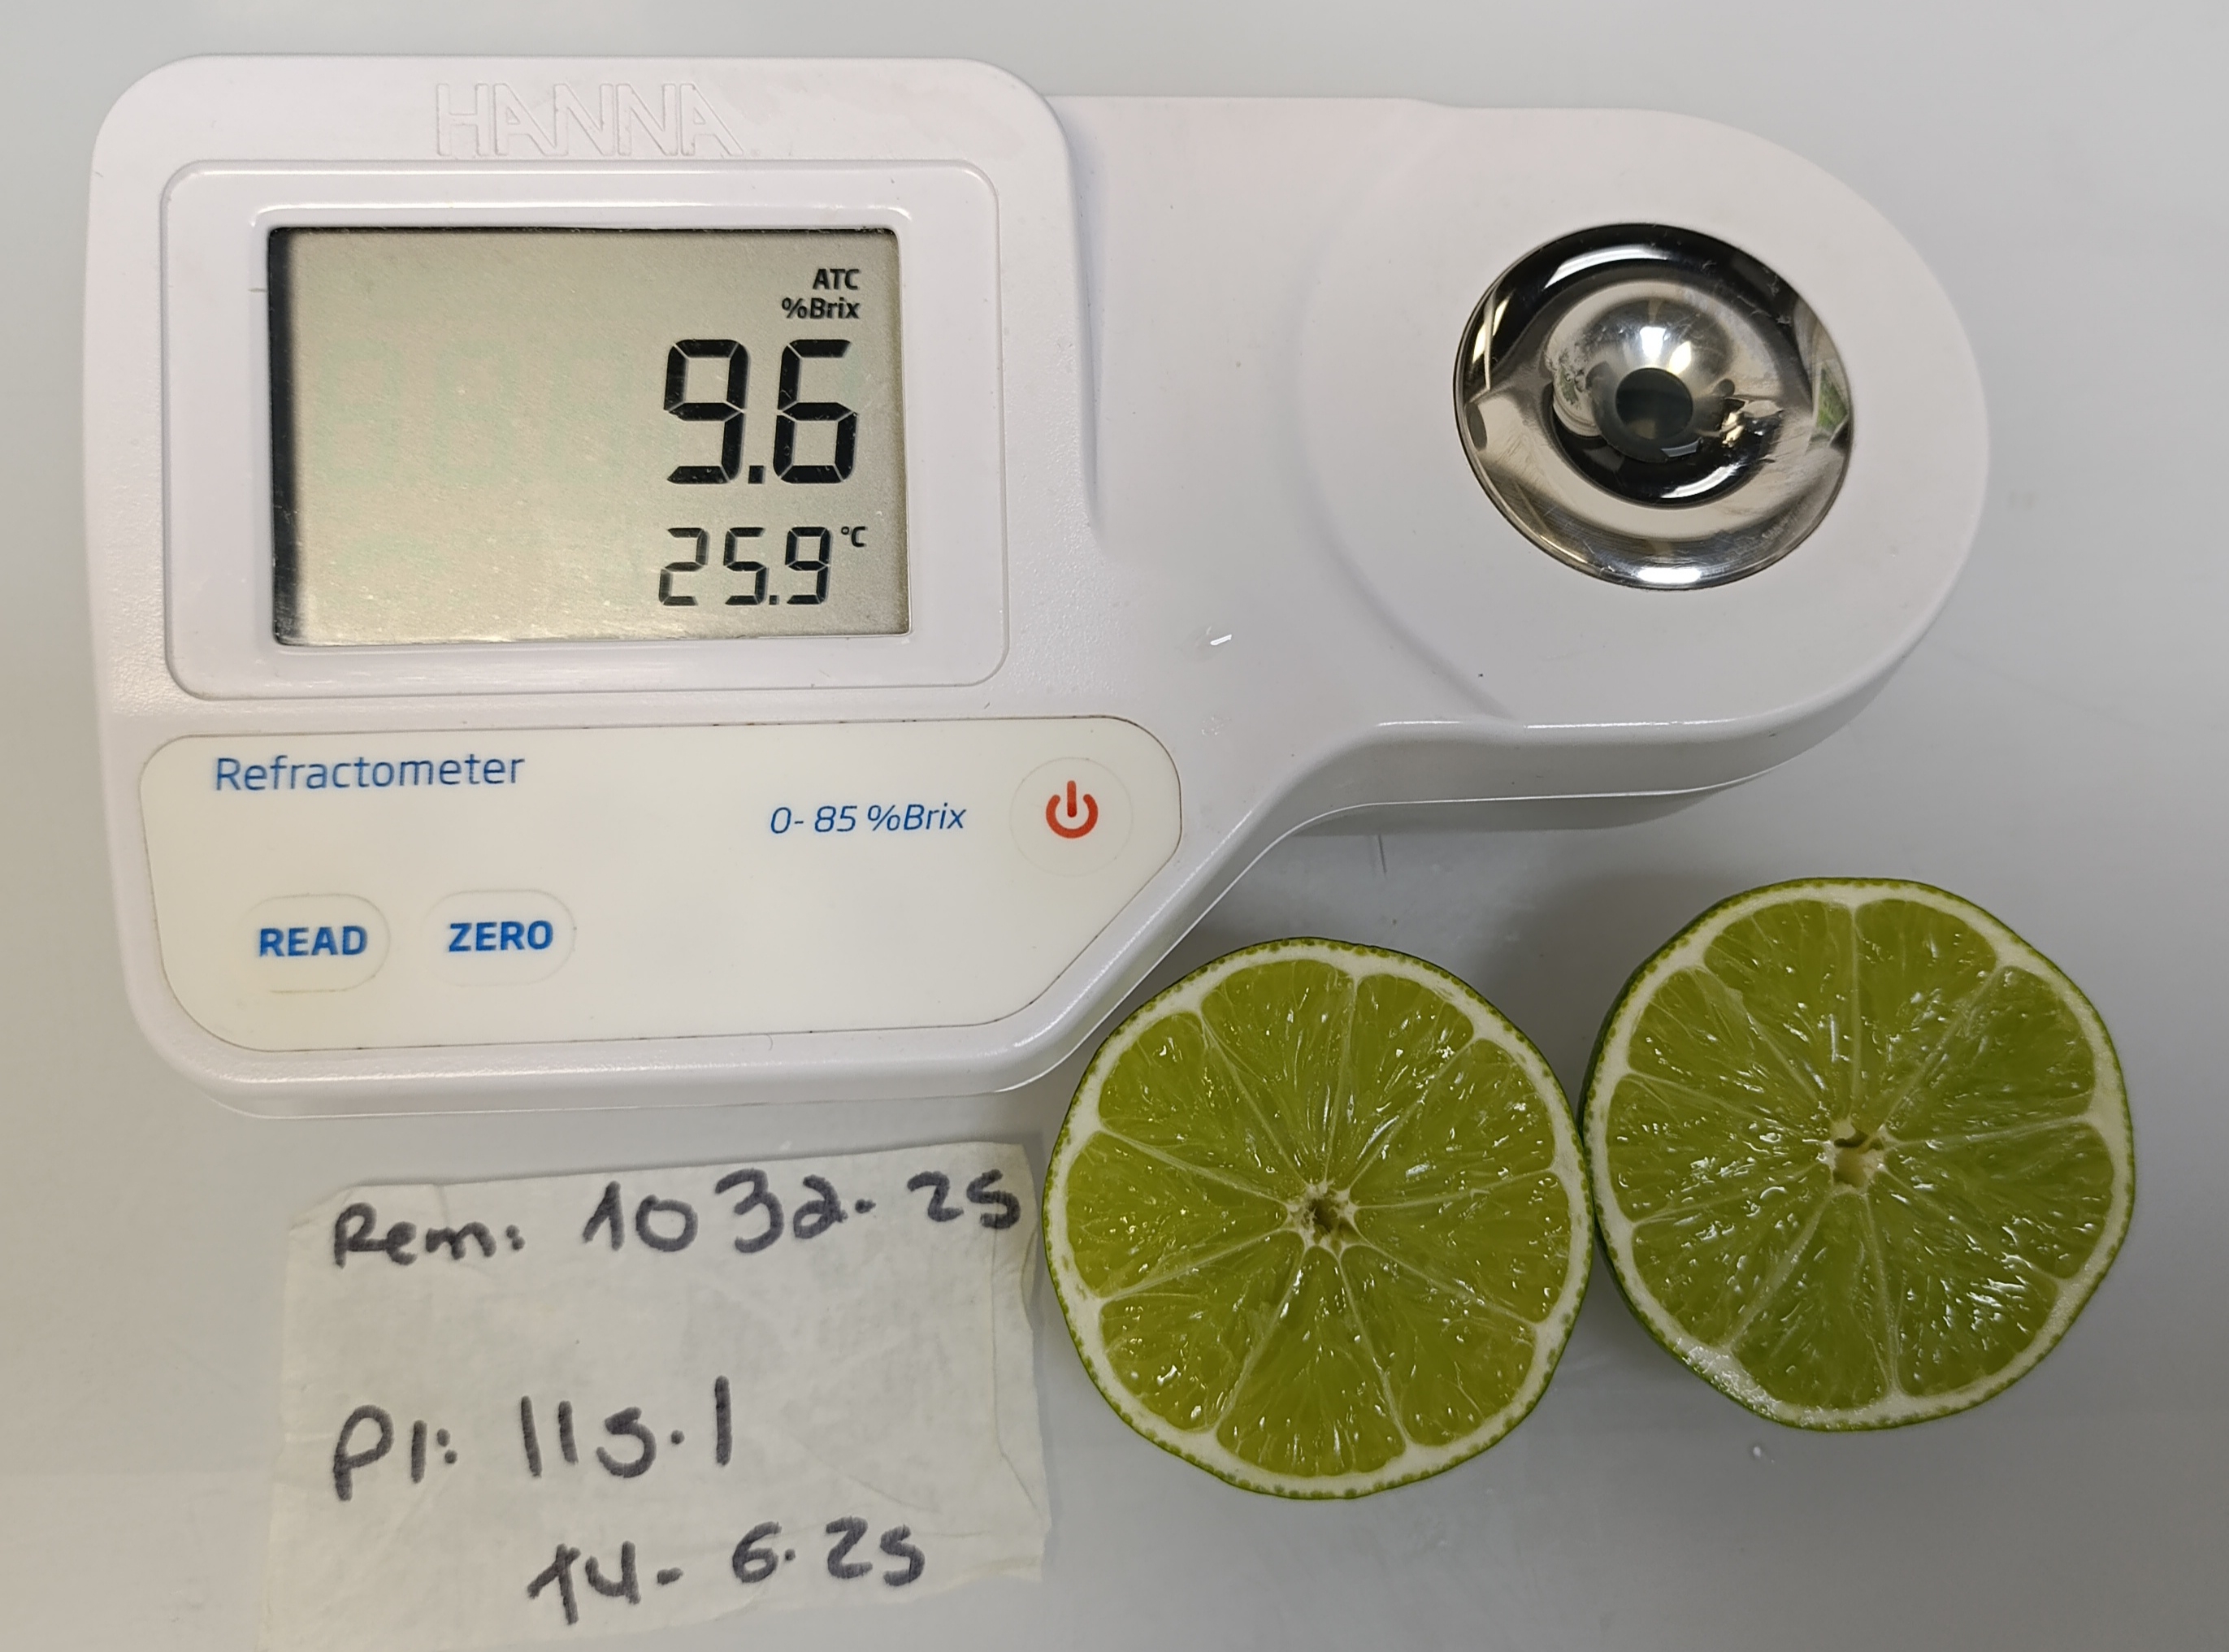 HANNA
ATC
%Brix
9.6
25.9 °C
Refractometer
0- 85 %Brix
READ ZERO
Rem: 1032-25
PI: 115.1
14-6-25